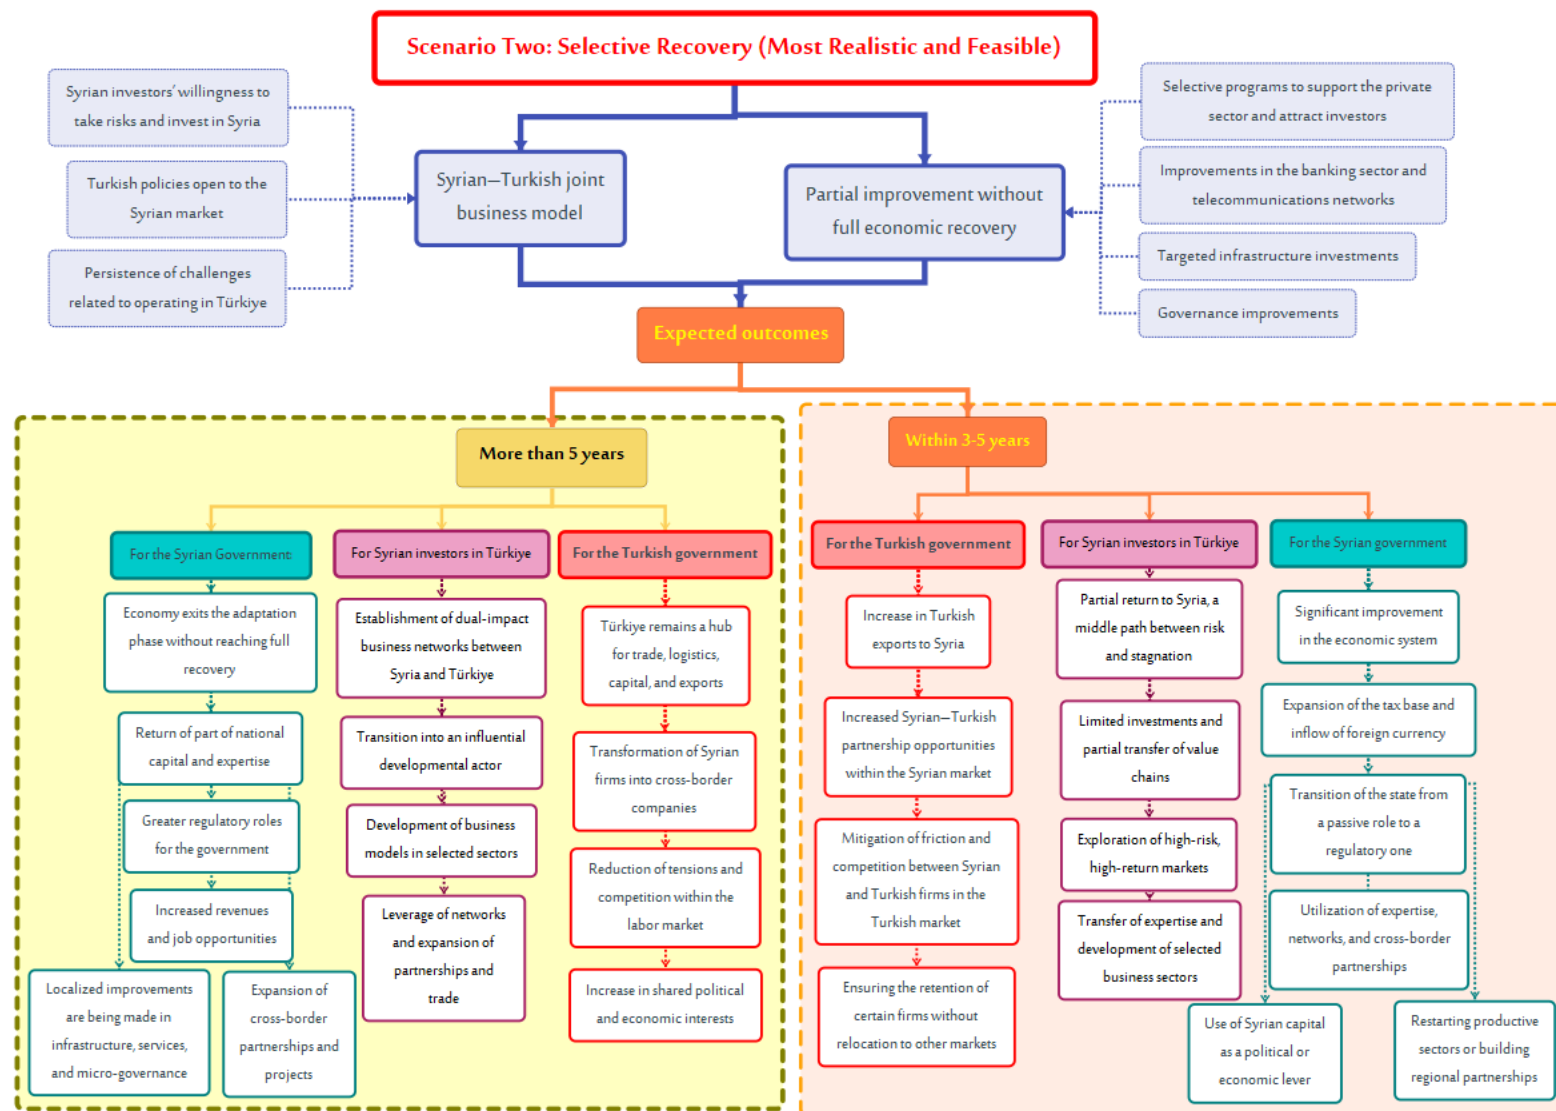 Scenario Two: Selective Recovery (Most Realistic and Feasible)
Syrian investors' willingness to
take risks and invest in Syria
Turkish policies open to the
Syrian market
Persistence of challenges
related to operating in Türkiye
Syrian—Turkish joint
business model
Partial improvement without
full economic recovery
Selective programs to support the private
sector and attract investors
Improvements in the banking sector and
telecommunications networks
Targeted infrastructure investments
Governance improvements
Expected outcomes
More than 5 years
For the Syrian Government:
Economy exits the adaptation
phase without reaching full
recovery
Return of part of national
capital and expertise
Greater regulatory roles
for the government
Increased revenues
and job opportunities
Localized improvements
are being made in
infrastructure, services,
and micro-governance
Expansion of
cross-border
partnerships and
projects
For Syrian investors in Türkiye
Establishment of dual-impact
business networks between
Syria and Türkiye
Transition into an influential
developmental actor
Development of business
models in selected sectors
Leverage of networks
and expansion of
partnerships and
trade
For the Turkish government
Türkiye remains a hub
for trade, logistics,
capital, and exports
Transformation of Syrian
firms into cross-border
companies
Reduction of tensions and
competition within the
labor market
Increase in shared political
and economic interests
Within 3-5 years
For the Turkish government
Increase in Turkish
exports to Syria
Increased Syrian—Turkish
partnership opportunities
within the Syrian market
Mitigation of friction and
competition between Syrian
and Turkish firms in the
Turkish market
Ensuring the retention of
certain firms without
relocation to other markets
For Syrian investors in Türkiye
Partial return to Syria, a
middle path between risk
and stagnation
Limited investments and
partial transfer of value
chains
Exploration of high-risk,
high-return markets
Transfer of expertise and
development of selected
business sectors
For the Syrian government
Significant improvement
in the economic system
Expansion of the tax base and
inflow of foreign currency
Transition of the state from
a passive role to a
regulatory one
Utilization of expertise,
networks, and cross-border
partnerships
Use of Syrian capital
as a political or
economic lever
Restarting productive
sectors or building
regional partnerships